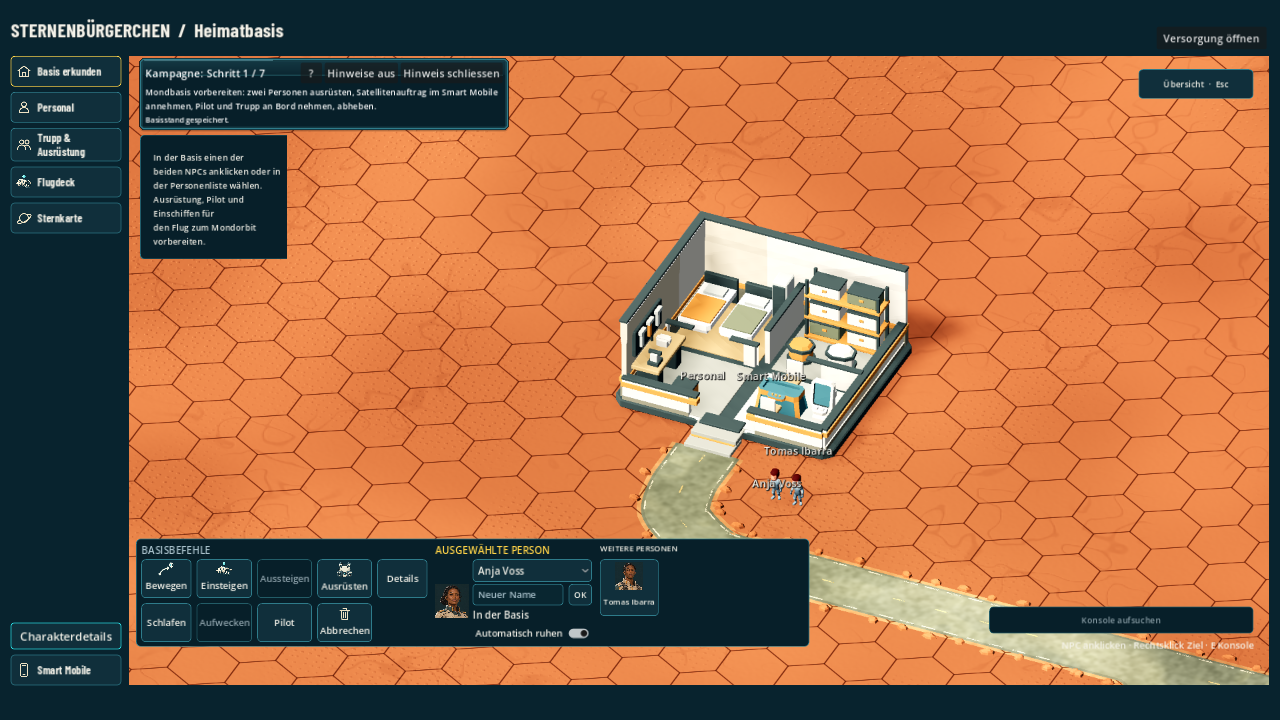 STERNENBÜRGERCHEN / Heimatbasis
Versorgung öffnen
Basis erkunden
Personal
Trupp &
Ausrüstung
Flugdeck
Sternkarte
Kampagne: Schritt 1 / 7
? Hinweise aus Hinweis schliessen
Mondbasis vorbereiten: zwei Personen ausrüsten, Satellitenauftrag im Smart Mobile
annehmen, Pilot und Trupp an Bord nehmen, abheben.
Basisstand gespeichert.
Übersicht · Esc
In der Basis einen der
beiden NPCs anklicken oder in
der Personenliste wählen.
Ausrüstung, Pilot und
Einschiffen für
den Flug zum Mondorbit
vorbereiten.
Personal
Smart Mobile
Tomas Ibarra
Anja Voss
BASISBEFEHLE
Bewegen
Einsteigen
Aussteigen
Ausrüsten
Details
Schlafen
Aufwecken
Pilot
Abbrechen
AUSGEWÄHLTE PERSON
Anja Voss
Neuer Name
OK
In der Basis
Automatisch ruhen
WEITERE PERSONEN
Tomas Ibarra
Konsole aufsuchen
NPC anklicken · Rechtsklick Ziel · E Konsole
Charakterdetails
Smart Mobile